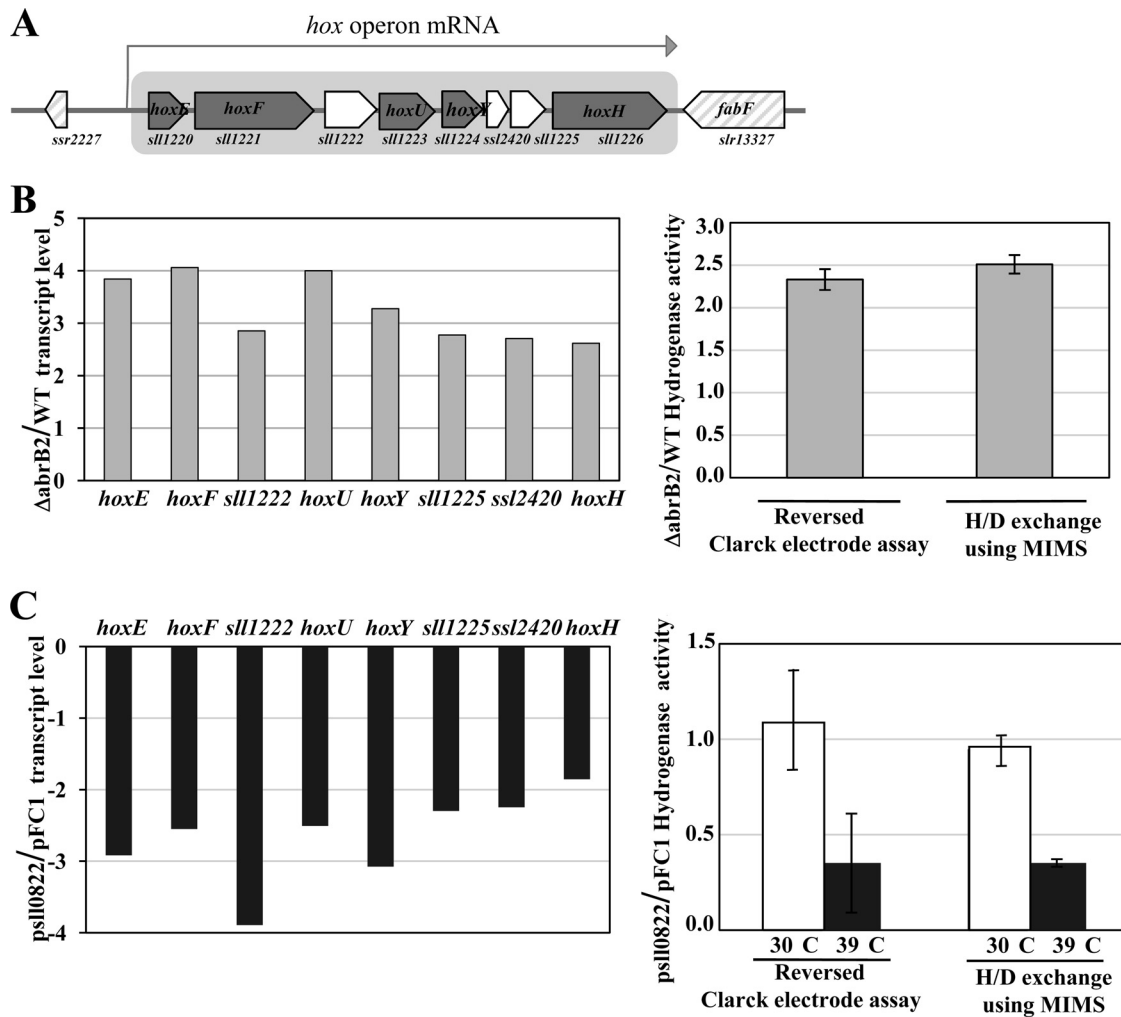 A
hox operon mRNA
hoxE hoxF hoxU hoxY hoxH fabF
ssr2227 sll1220 sll1221 sll1222 sll1223 sll1224 ssl2420 sll1225 sll1226 slr13327
B
ΔabrB2/WT transcript level
5
4
3
2
1
0
hoxE hoxF sll1222 hoxU hoxY sll1225 ssl2420 hoxH
ΔabrB2/WT Hydrogenase activity
3.0
2.5
2.0
1.5
1.0
0.5
0.0
Reversed
Clarck electrode assay
H/D exchange
using MIMS
C
hoxE hoxF sll1222 hoxU hoxY sll1225 ssl2420 hoxH
psll0822/pFC1 transcript level
0
-1
-2
-3
-4
psll0822/pFC1 Hydrogenase activity
1.5
1.0
0.5
0.0
30 C 39 C 30 C 39 C
Reversed
Clarck electrode assay
H/D exchange
using MIMS